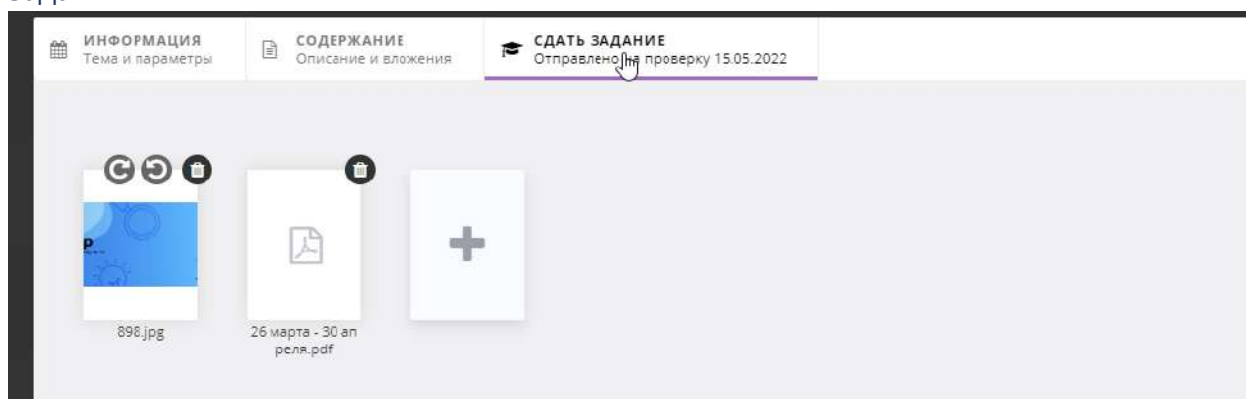 ИНФОРМАЦИЯ
Тема и параметры
СОДЕРЖАНИЕ
Описание и вложения
СДАТЬ ЗАДАНИЕ
Отправлено на проверку 15.05.2022
898.jpg
26 марта - 30 ап
реля.pdf